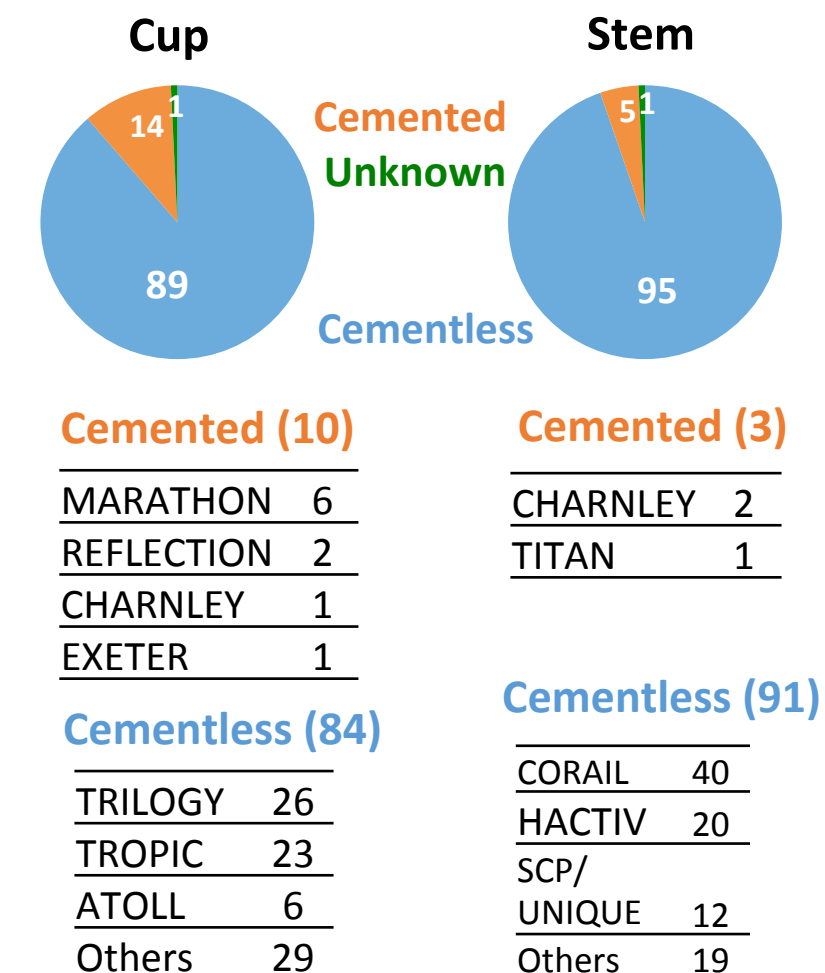 Cup
14
1
89
Cemented
Unknown
Cementless
Stem
5
1
95
Cemented (10)
MARATHON 6
REFLECTION 2
CHARNLEY 1
EXETER 1
Cementless (84)
TRILOGY 26
TROPIC 23
ATOLL 6
Others 29
Cemented (3)
CHARNLEY 2
TITAN 1
Cementless (91)
CORAIL 40
HACTIV 20
SCP/
UNIQUE 12
Others 19